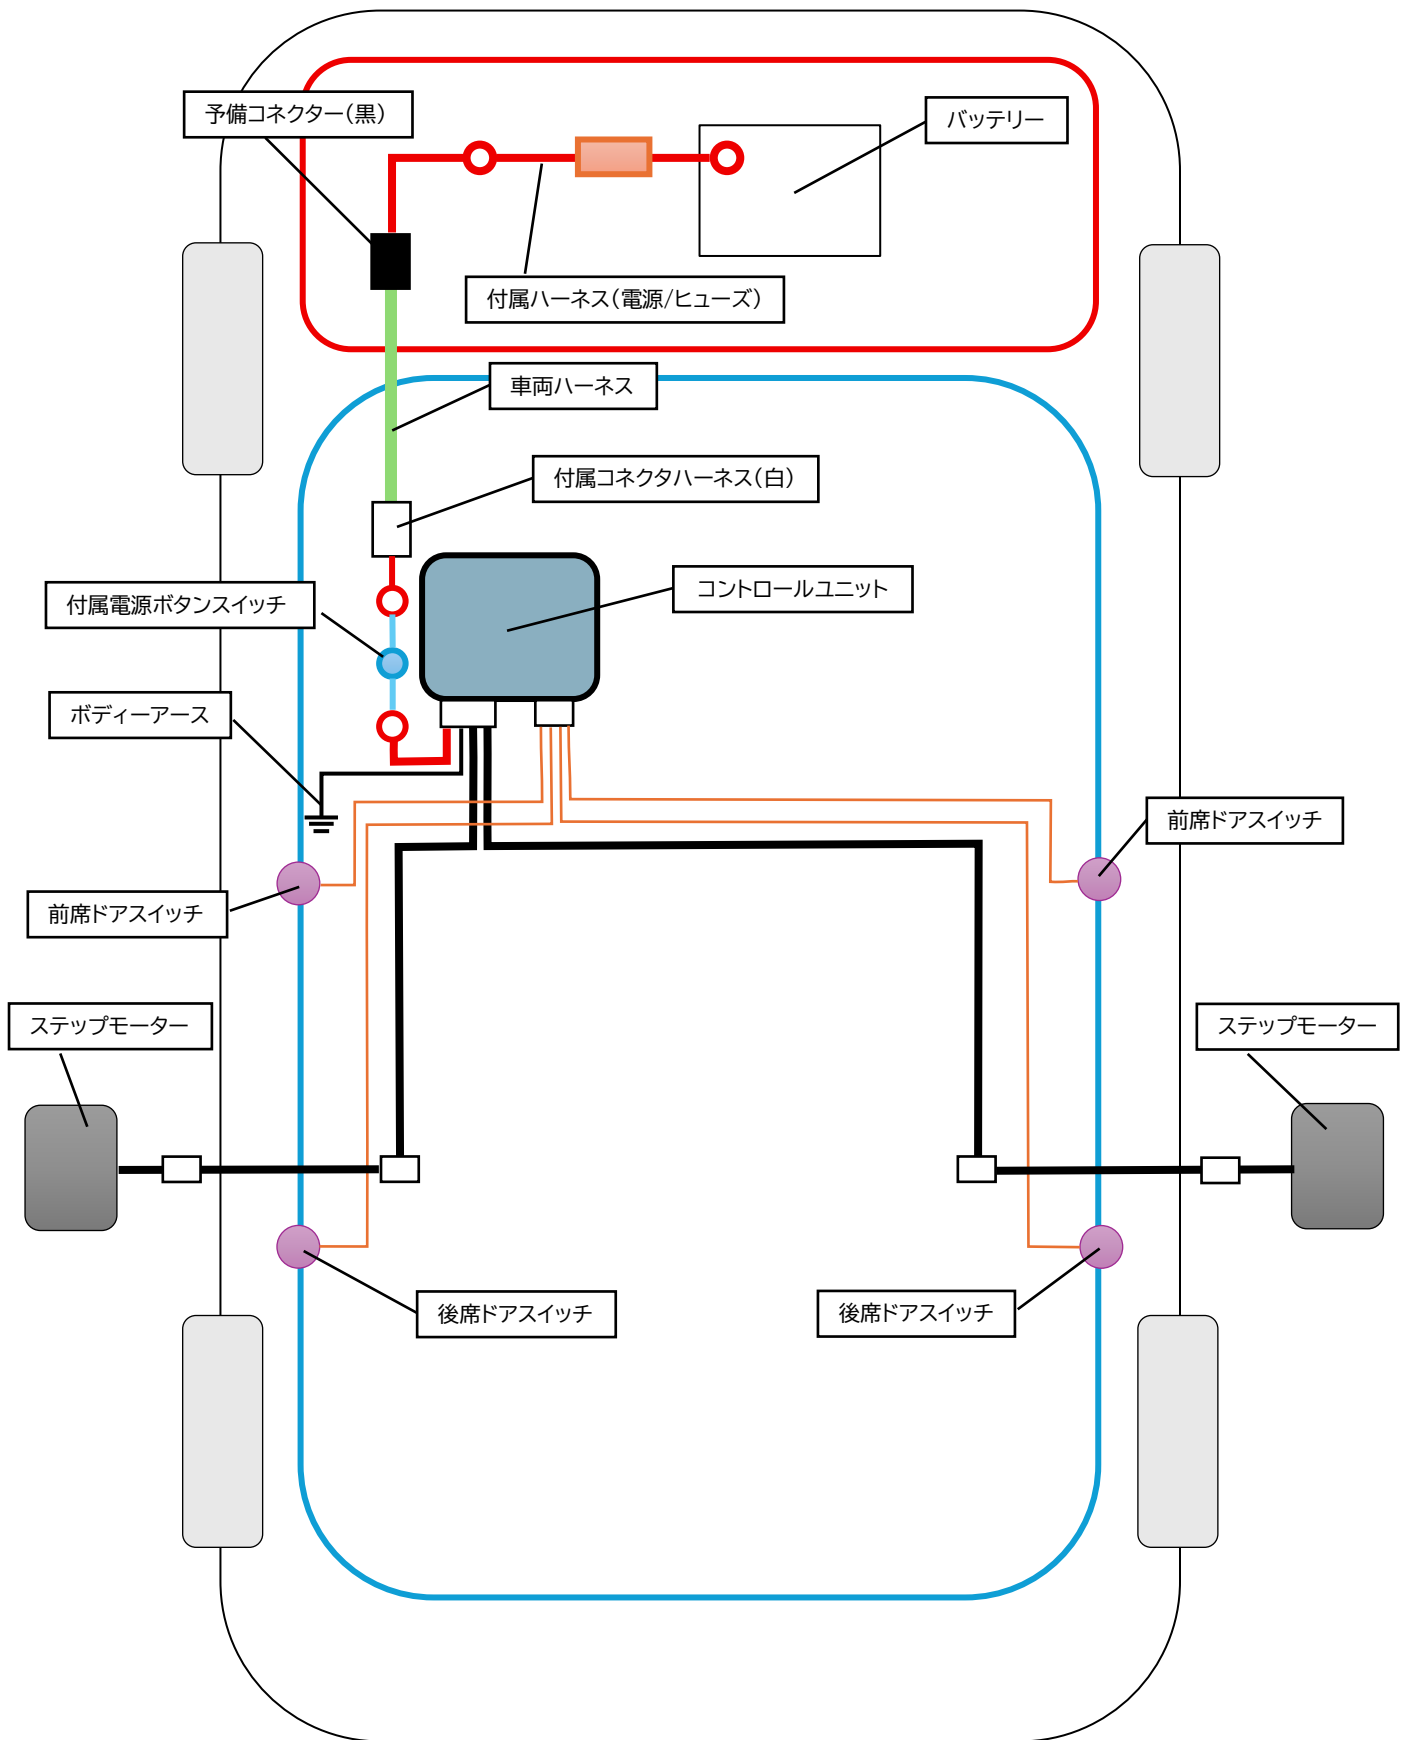 予備コネクター(黒)
バッテリー
付属ハーネス(電源/ヒューズ)
車両ハーネス
付属コネクタハーネス(白)
コントロールユニット
付属電源ボタンスイッチ
ボディーアース
前席ドアスイッチ
前席ドアスイッチ
ステップモーター
ステップモーター
後席ドアスイッチ
後席ドアスイッチ